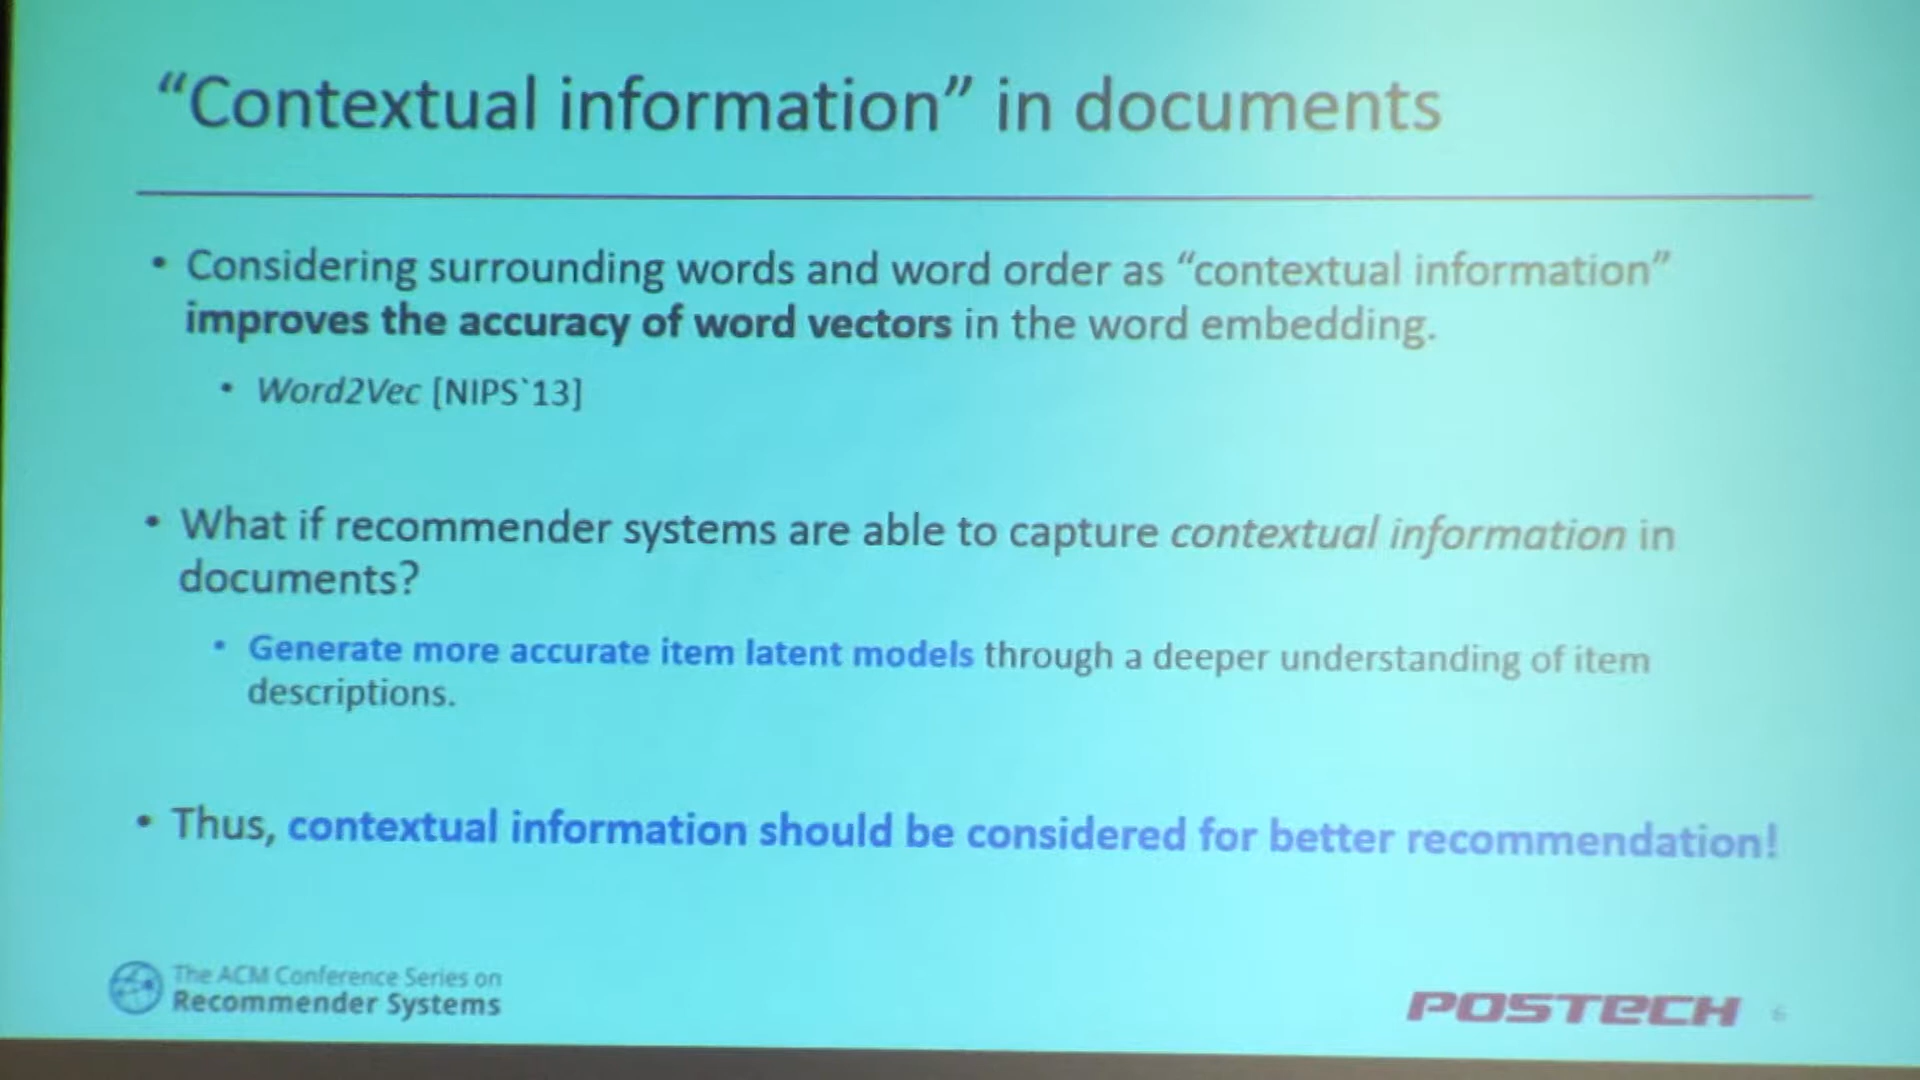 “Contextual information” in documents
• Considering surrounding words and word order as “contextual information”
improves the accuracy of word vectors in the word embedding.
• Word2Vec [NIPS`13]
• What if recommender systems are able to capture contextual information in
documents?
• Generate more accurate item latent models through a deeper understanding of item
descriptions.
• Thus, contextual information should be considered for better recommendation!
The ACM Conference Series on
Recommender Systems
POSTECH
6